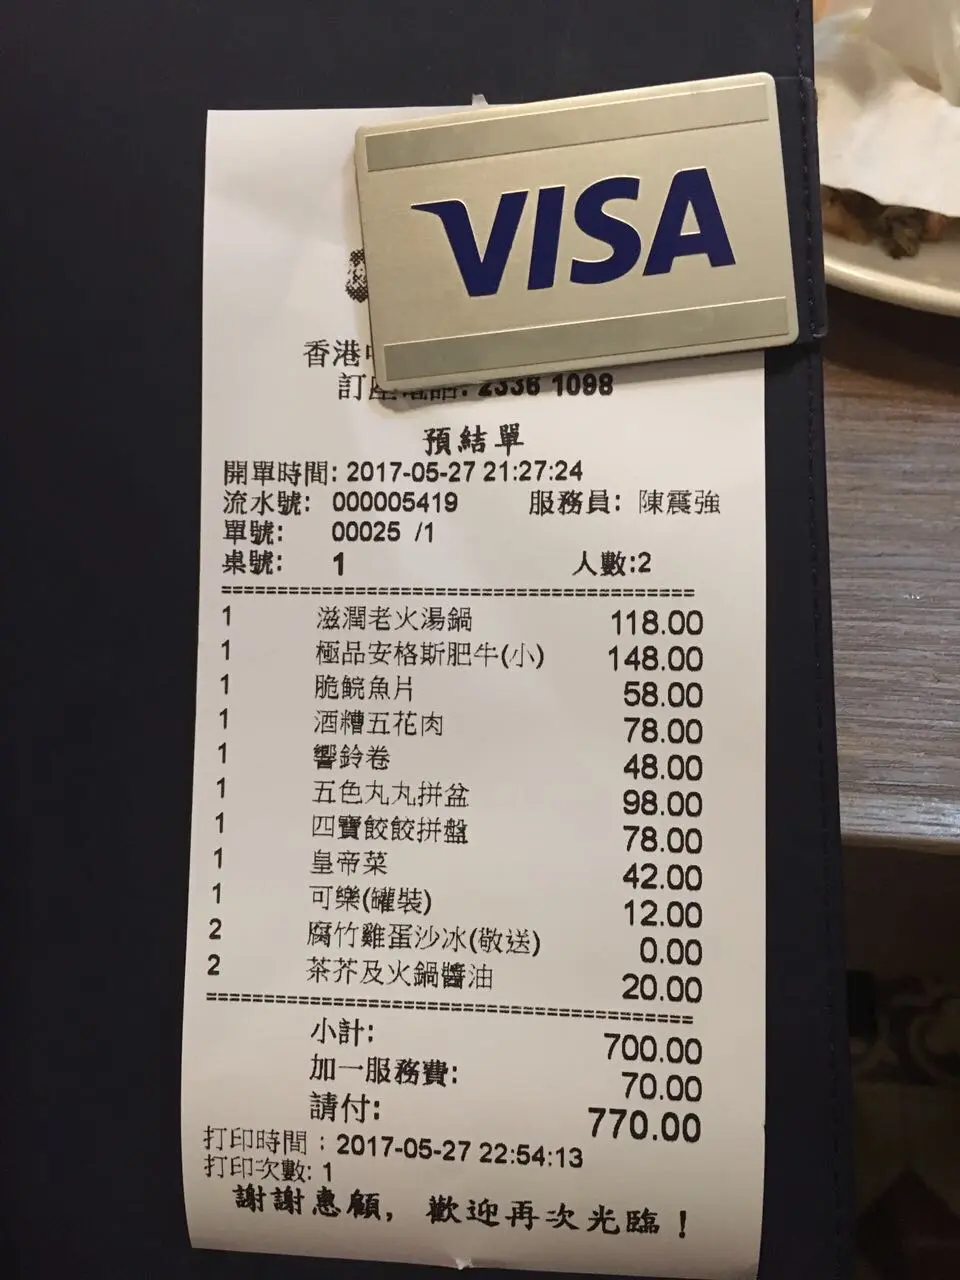 VISA
香港
訂座電話: 2336 1098
預結單
開單時間: 2017-05-27 21:27:24
流水號: 000005419 服務員: 陳震強
單號: 00025 /1
桌號: 1 人數:2
1 滋潤老火湯鍋 118.00
1 極品安格斯肥牛(小) 148.00
1 脆鯇魚片 58.00
1 酒糟五花肉 78.00
1 響鈴卷 48.00
1 五色丸丸拼盆 98.00
1 四寶餃餃拼盤 78.00
1 皇帝菜 42.00
1 可樂(罐裝) 12.00
2 腐竹雞蛋沙冰(敬送) 0.00
2 茶芥及火鍋醬油 20.00
小計: 700.00
加一服務費: 70.00
請付: 770.00
打印時間 : 2017-05-27 22:54:13
打印次數: 1
謝謝惠顧, 歡迎再次光臨！